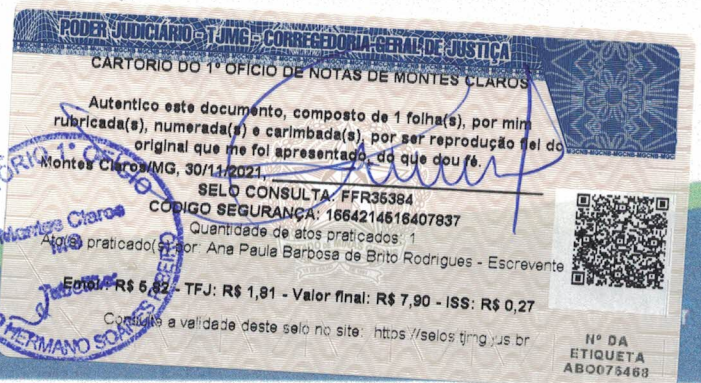 PODER JUDICIÁRIO - TJMG - CORREGEDORIA-GERAL DE JUSTIÇA
CARTÓRIO DO 1º OFÍCIO DE NOTAS DE MONTES CLAROS
Autentico este documento, composto de 1 folha(s), por mim
rubricada(s), numerada(s) e carimbada(s), por ser reprodução fiel do
original que me foi apresentado, do que dou fé.
Montes Claros/MG, 30/11/2021,
SELO CONSULTA: FFR35384
CÓDIGO SEGURANÇA: 1664214516407837
Quantidade de atos praticados: 1
Ato(s) praticado(s) por: Ana Paula Barbosa de Brito Rodrigues - Escrevente
Emol.: R$ 5,82 - TFJ: R$ 1,81 - Valor final: R$ 7,90 - ISS: R$ 0,27
Consulte a validade deste selo no site: https://selos.tjmg.jus.br
Nº DA
ETIQUETA
ABO076468
1º OFÍCIO
Montes Claros
MG
HERMANO SOARES RIBEIRO